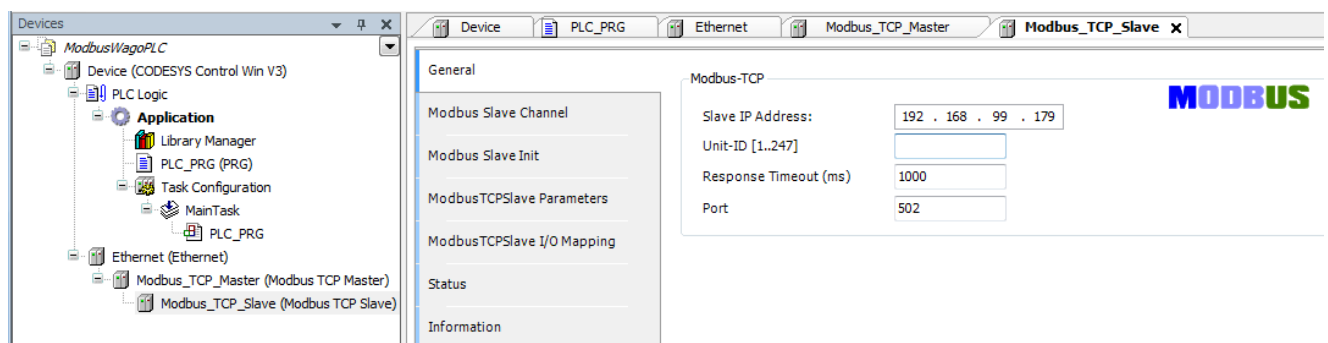 Devices
ModbusWagoPLC
Device (CODESYS Control Win V3)
PLC Logic
Application
Library Manager
PLC_PRG (PRG)
Task Configuration
MainTask
PLC_PRG
Ethernet (Ethernet)
Modbus_TCP_Master (Modbus TCP Master)
Modbus_TCP_Slave (Modbus TCP Slave)
Device PLC_PRG Ethernet Modbus_TCP_Master Modbus_TCP_Slave X
General
Modbus Slave Channel
Modbus Slave Init
ModbusTCPSlave Parameters
ModbusTCPSlave I/O Mapping
Status
Information
Modbus-TCP
MODBUS
Slave IP Address: 192 . 168 . 99 . 179
Unit-ID [1..247]
Response Timeout (ms) 1000
Port 502